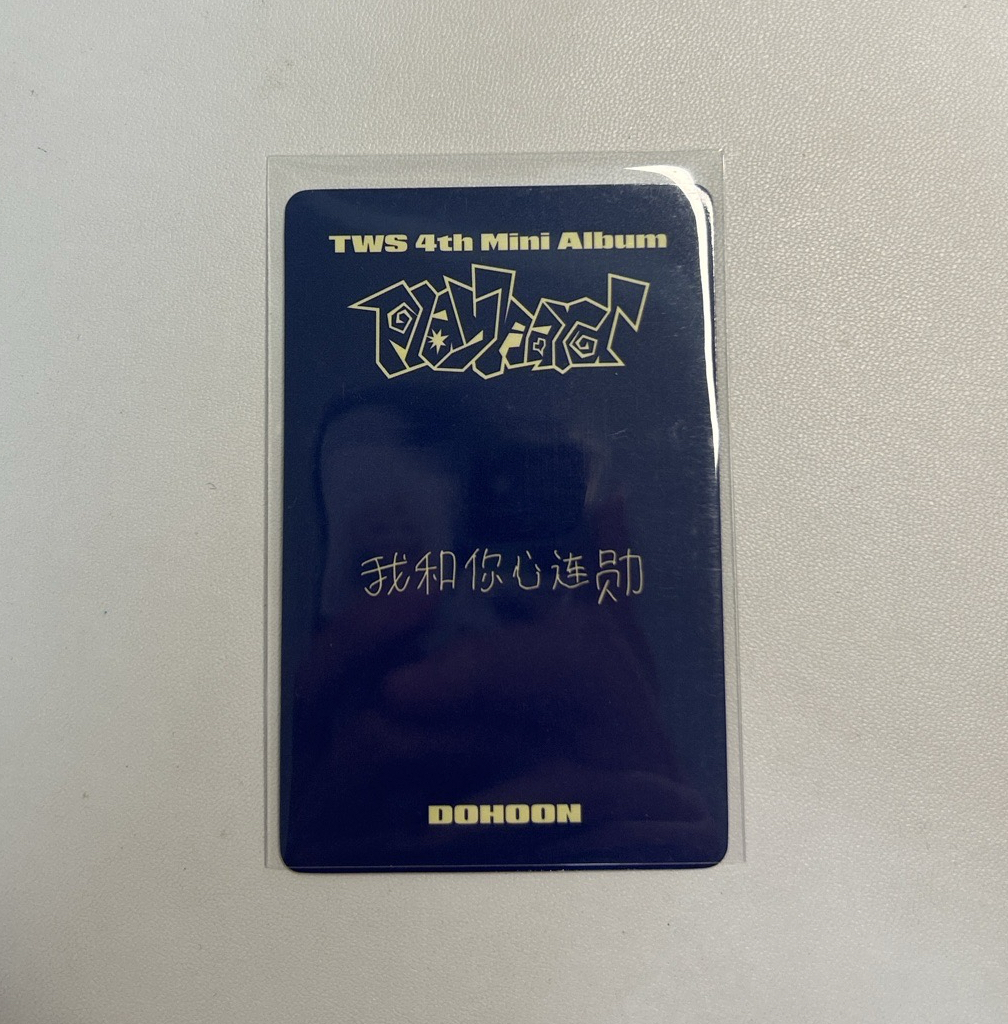 TWS 4th Mini Album
play hard
我和你心连勋
DOHOON